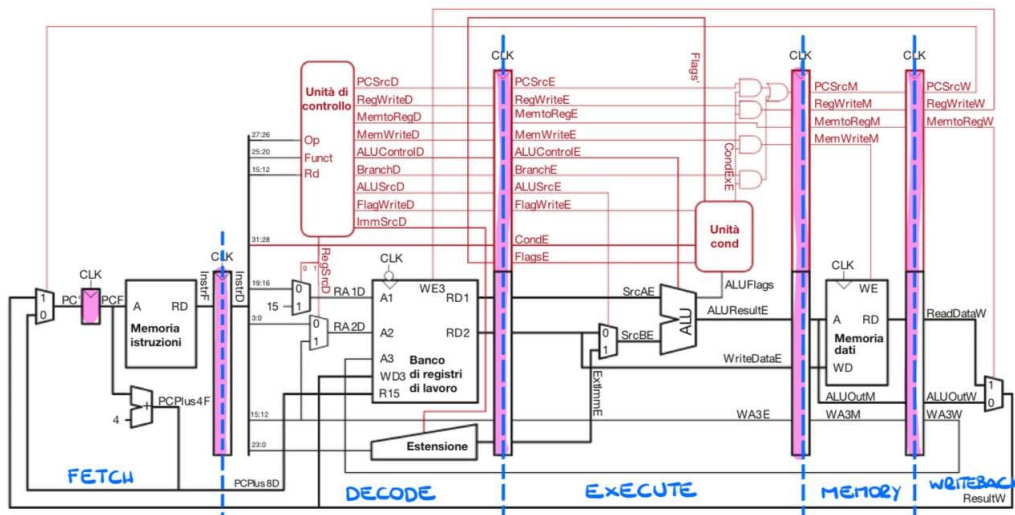 CLK CLK CLK
Flags'
Unità di controllo
PCSrcD PCSrcE PCSrcM PCSrcW
RegWriteD RegWriteE RegWriteM RegWriteW
MemtoRegD MemtoRegE MemtoRegM MemtoRegW
27:26 Op MemWriteD MemWriteE MemWriteM
25:20 Funct ALUControlD ALUControlE
15:12 Rd BranchD BranchE
CondExE
ALUSrcD ALUSrcE
FlagWriteD FlagWriteE
ImmSrcD
Unità cond
31:28 CondE
FlagsE
CLK
RegSrcD
0 1
CLK
InstrF
InstrD
CLK
CLK
WE3
ALUFlags
WE
1
0
PC'
PCF
A RD
Memoria istruzioni
19:16
15
0
1
RA1D
A1 RD1
SrcAE
3:0
0
1
RA2D
A2 RD2
0
1
SrcBE
ALU
ALUResultE
A RD
Memoria dati
ReadDataW
A3
Banco di registri di lavoro
WD3
R15
WriteDataE
WD
ExtImmE
1
0
PCPlus4F
+
4
ALUOutM ALUOutW
15:12
WA3E WA3M WA3W
23:0
Estensione
FETCH
PCPlus8D
DECODE
EXECUTE
MEMORY
WRITEBACK
ResultW